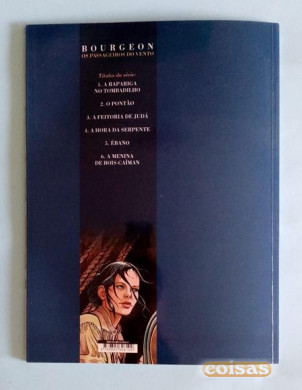 BOURGEON
OS PASSAGEIROS DO VENTO
Títulos da série:
1. A RAPARIGA
NO TOMBADILHO
2. O PONTÃO
3. A FEITORIA DE JUDÁ
4. A HORA DA SERPENTE
5. ÉBANO
6. A MENINA
DE BOIS-CAÏMAN
coisas